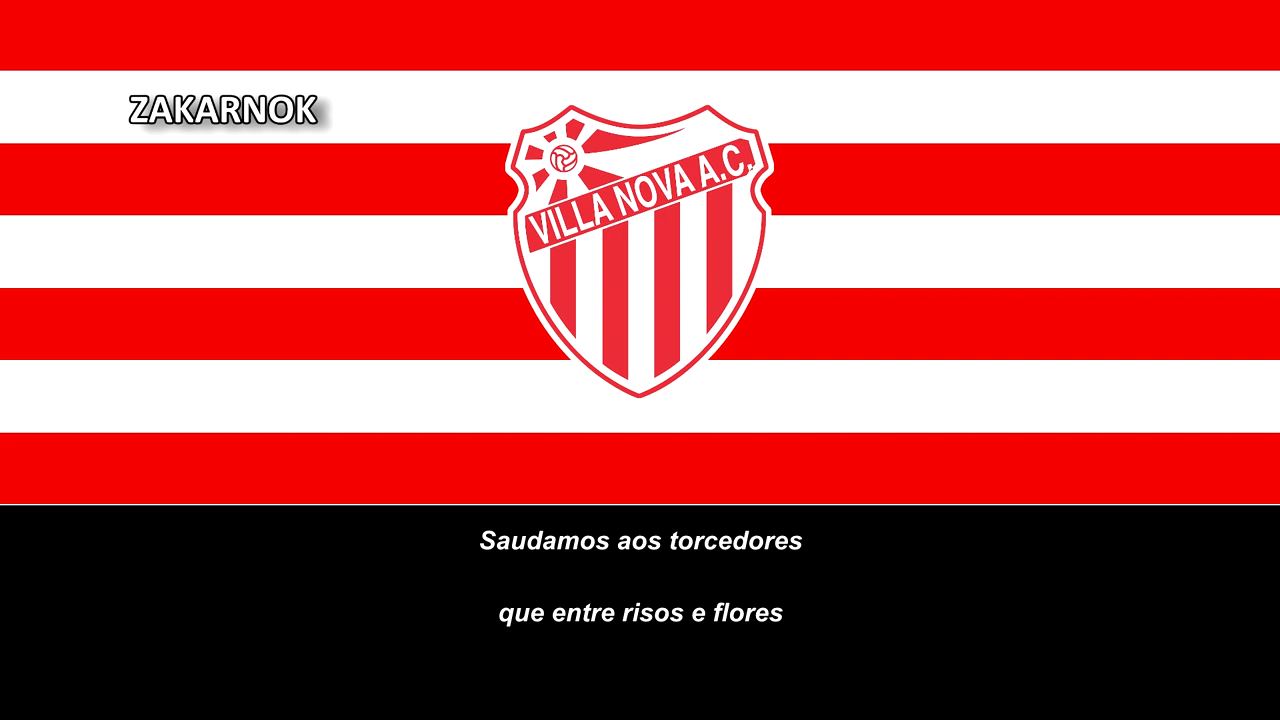 ZAKARNOK
VILLA NOVA A.C.
Saudamos aos torcedores
que entre risos e flores